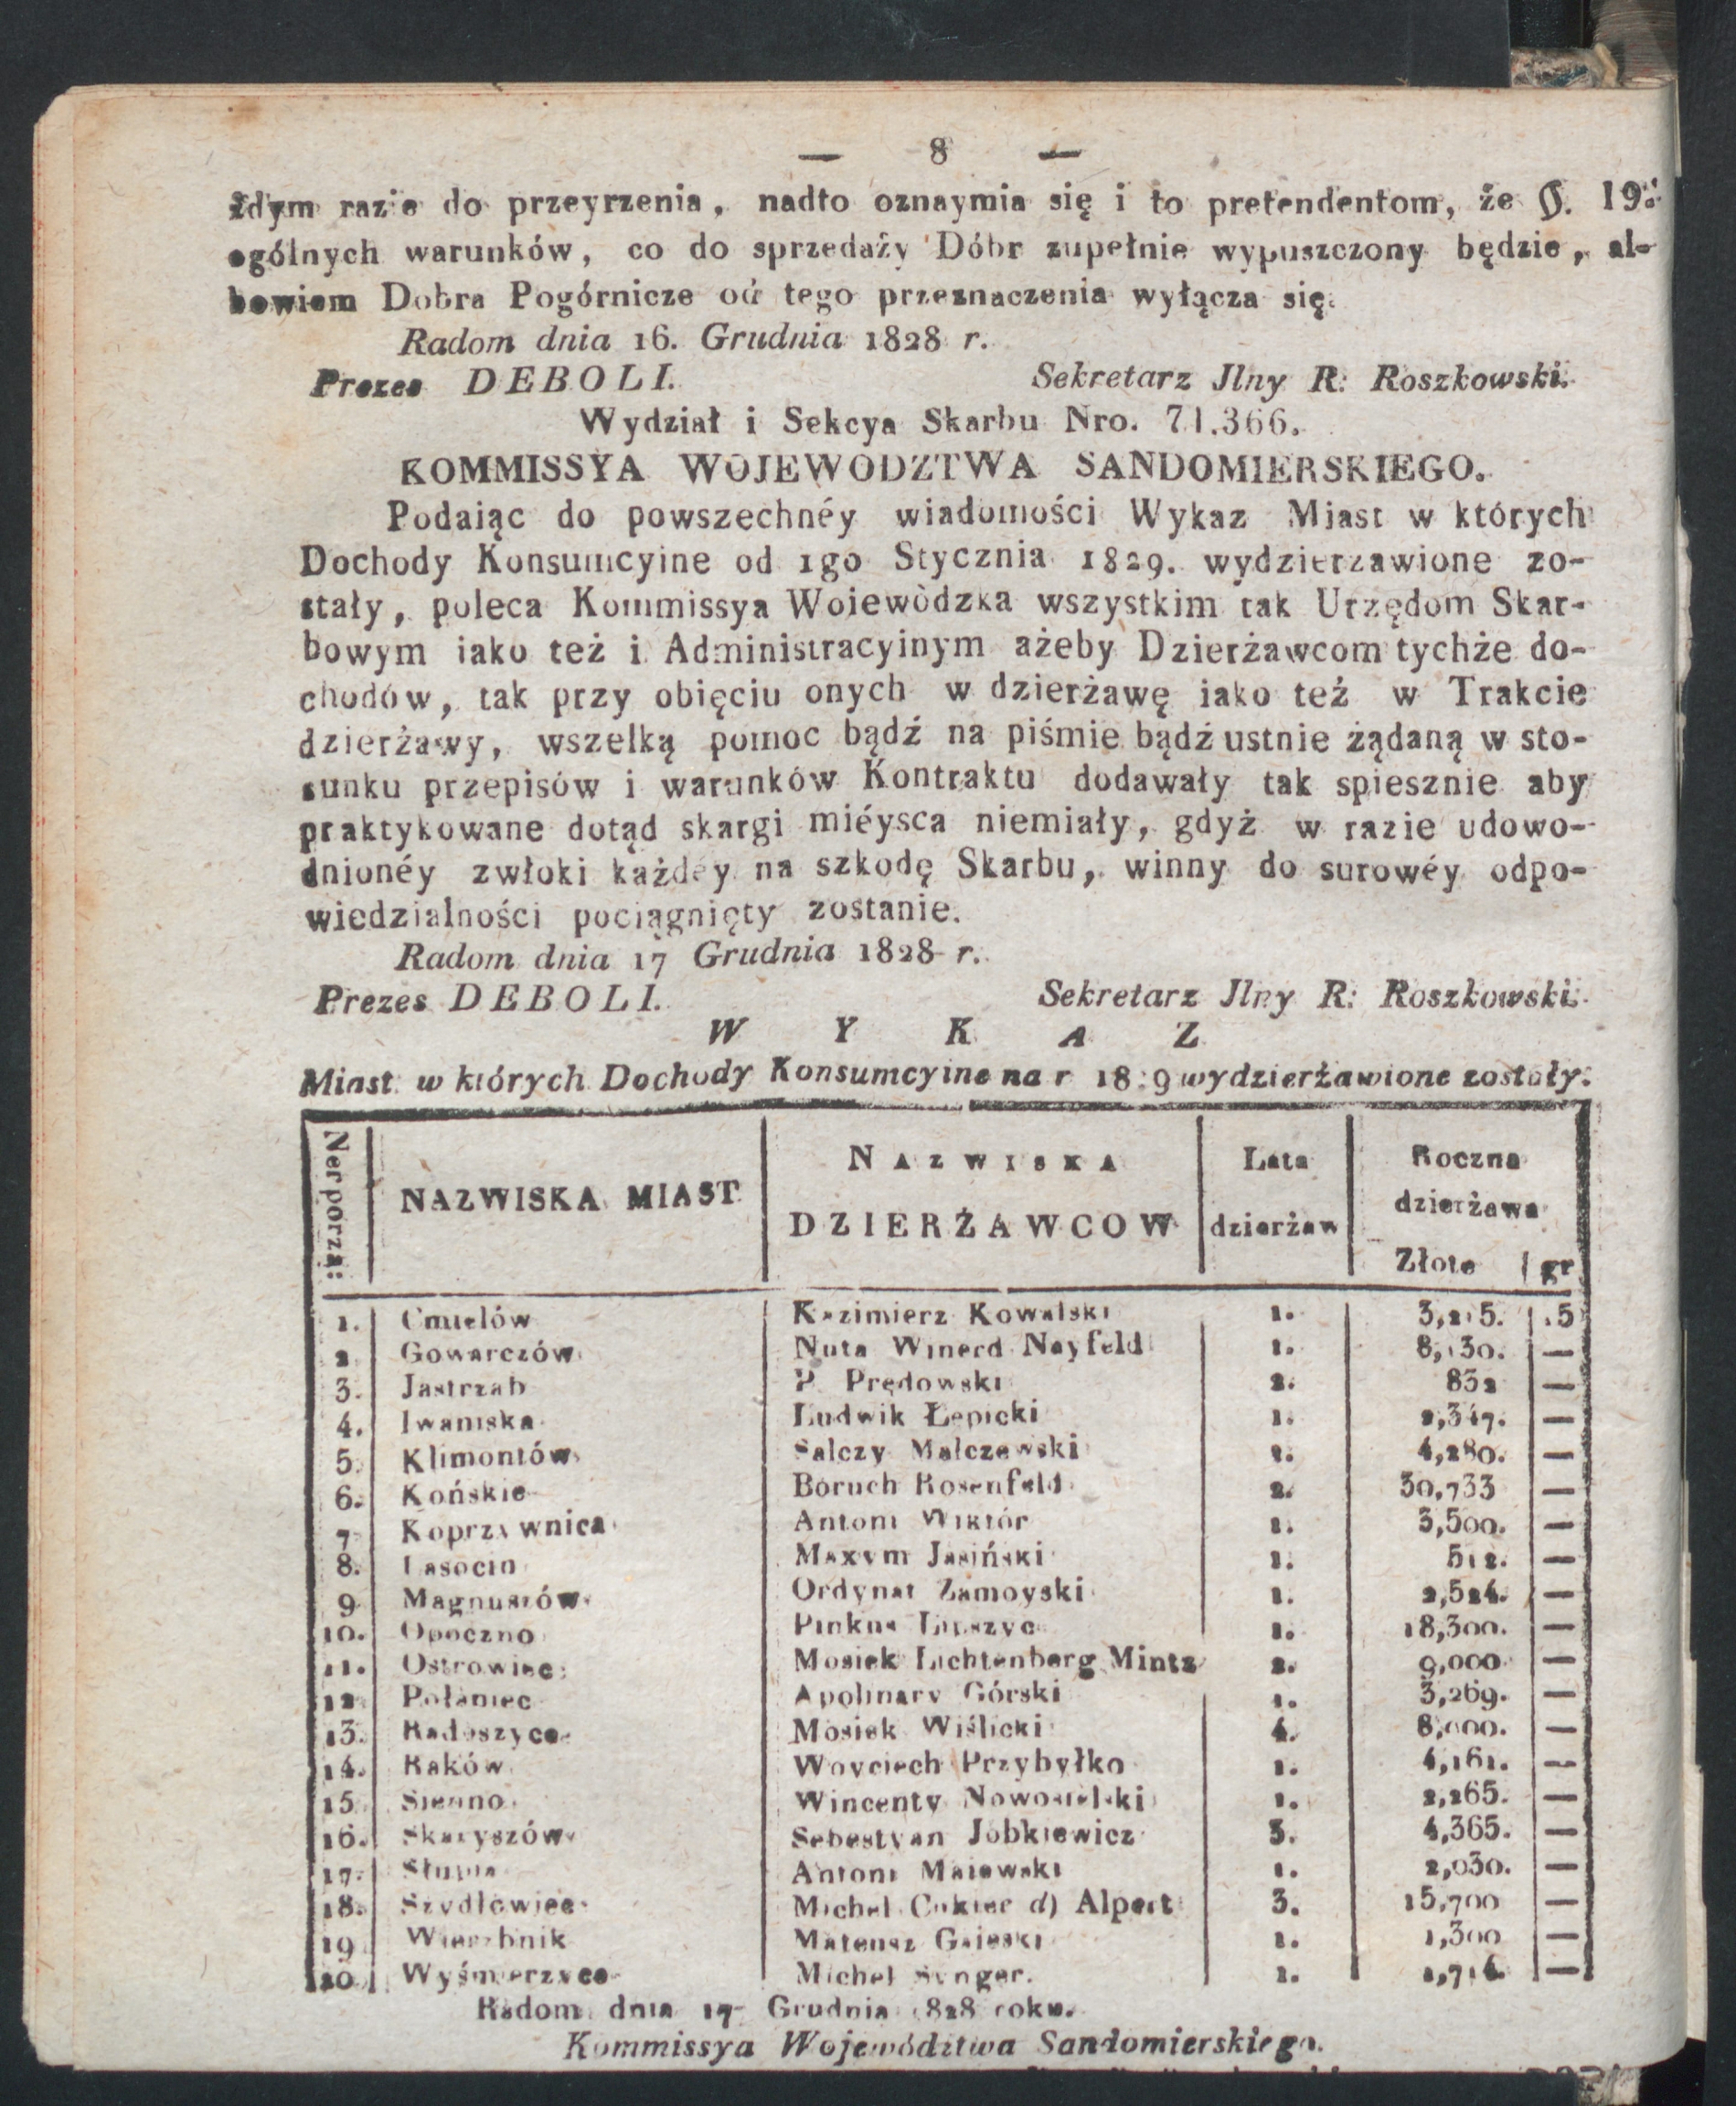 — 8 —
żdym razie do przeyrzenia, nadto oznaymia się i to pretendentom, że §. 19.
ogólnych warunków, co do sprzedaży Dóbr zupełnie wypuszczony będzie, al-
bowiem Dobra Pogórnicze od tego przeznaczenia wyłącza się.
Radom dnia 16. Grudnia 1828 r.
Prezes DEBOLI. Sekretarz Jlny R: Roszkowski.
Wydział i Sekcya Skarbu Nro. 71.366.
KOMMISSYA WOJEWODZTWA SANDOMIERSKIEGO.
Podaiąc do powszechnéy wiadomości Wykaz Miast w których
Dochody Konsumcyine od 1go Stycznia 1829. wydzierzawione zo-
stały, poleca Kommissya Woiewòdzka wszystkim tak Urzędom Skar-
bowym iako też i Administracyinym ażeby Dzierżawcom tychże do-
chodów, tak przy obięciu onych w dzierżawę iako też w Trakcie
dzierżawy, wszelką pomoc bądź na piśmie bądź ustnie żądaną w sto-
sunku przepisów i warunków Kontraktu dodawały tak spiesznie aby
praktykowane dotąd skargi miéysca niemiały, gdyż w razie udowo-
dnionéy zwłoki każdéy na szkodę Skarbu, winny do surowéy odpo-
wiedzialności pociągnięty zostanie.
Radom dnia 17 Grudnia 1828 r.
Prezes DEBOLI. Sekretarz Jlny R: Roszkowski.
W Y K A Z
Miast w których Dochody Konsumcyine na r 1829 wydzierżawione zostały.
Ner porzą: NAZWISKA MIAST NAZWISKA DZIERŻAWCOW Lata dzierżaw Roczna dzierżawa Złote gr
1. Cmielów Kazimierz Kowalski 1. 3,215. 15
2 Gowarczów Nuta Winerd Nayfeld 1. 8,130. —
3. Jastrząb P. Prędowski 2. 832 —
4. Iwaniska Ludwik Łepicki 1. 2,347. —
5. Klimontów Salczy Małczewski 1. 4,280. —
6. Końskie Boruch Rosenfeld 2. 30,733 —
7 Koprzywnica Antoni Wiktór 1. 3,500. —
8. Lasocin Maxym Jasiński 1. 512. —
9 Magnuszów Ordynat Zamoyski 1. 2,524. —
10. Opoczno Pinkus 1. 18,300. —
11. Ostrowiec Mosiek Lichtenberg Mintz 2. 9,000 —
12 Połaniec Apolinary Górski 1. 3,269. —
13. Radoszyce Mosiek Wiślicki 4. 8,000. —
14. Raków Woyciech Przybyłko 1. 4,161. —
15 Sienno Wincenty Nowosielski 1. 2,265. —
16. Skaryszów Sebestyan Jobkiewicz 3. 4,365. —
17. Słupia Antoni Maiewski 1. 2,030. —
18. Szydłowiec Michel Cukier d) Alpert 3. 15,700 —
19 Wierzbnik Mateusz Gaieski 1. 1,300 —
20. Wyśmierzyce Michel Synger. 1. 1,714 —
Radom dnia 17 Grudnia 1828 roku.
Kommissya Województwa Sandomierskiego.